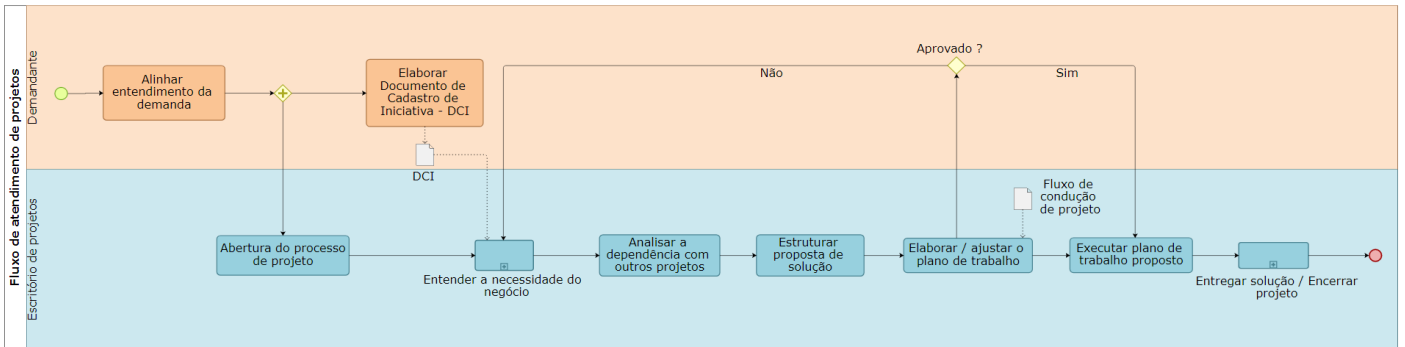 Fluxo de atendimento de projetos
Demandante
Alinhar
entendimento da
demanda
Elaborar
Documento de
Cadastro de
Iniciativa - DCI
DCI
Aprovado ?
Não
Sim
Escritório de projetos
Abertura do processo
de projeto
Entender a necessidade do
negócio
Analisar a
dependência com
outros projetos
Estruturar
proposta de
solução
Elaborar / ajustar o
plano de trabalho
Fluxo de
condução
de projeto
Executar plano de
trabalho proposto
Entregar solução / Encerrar
projeto